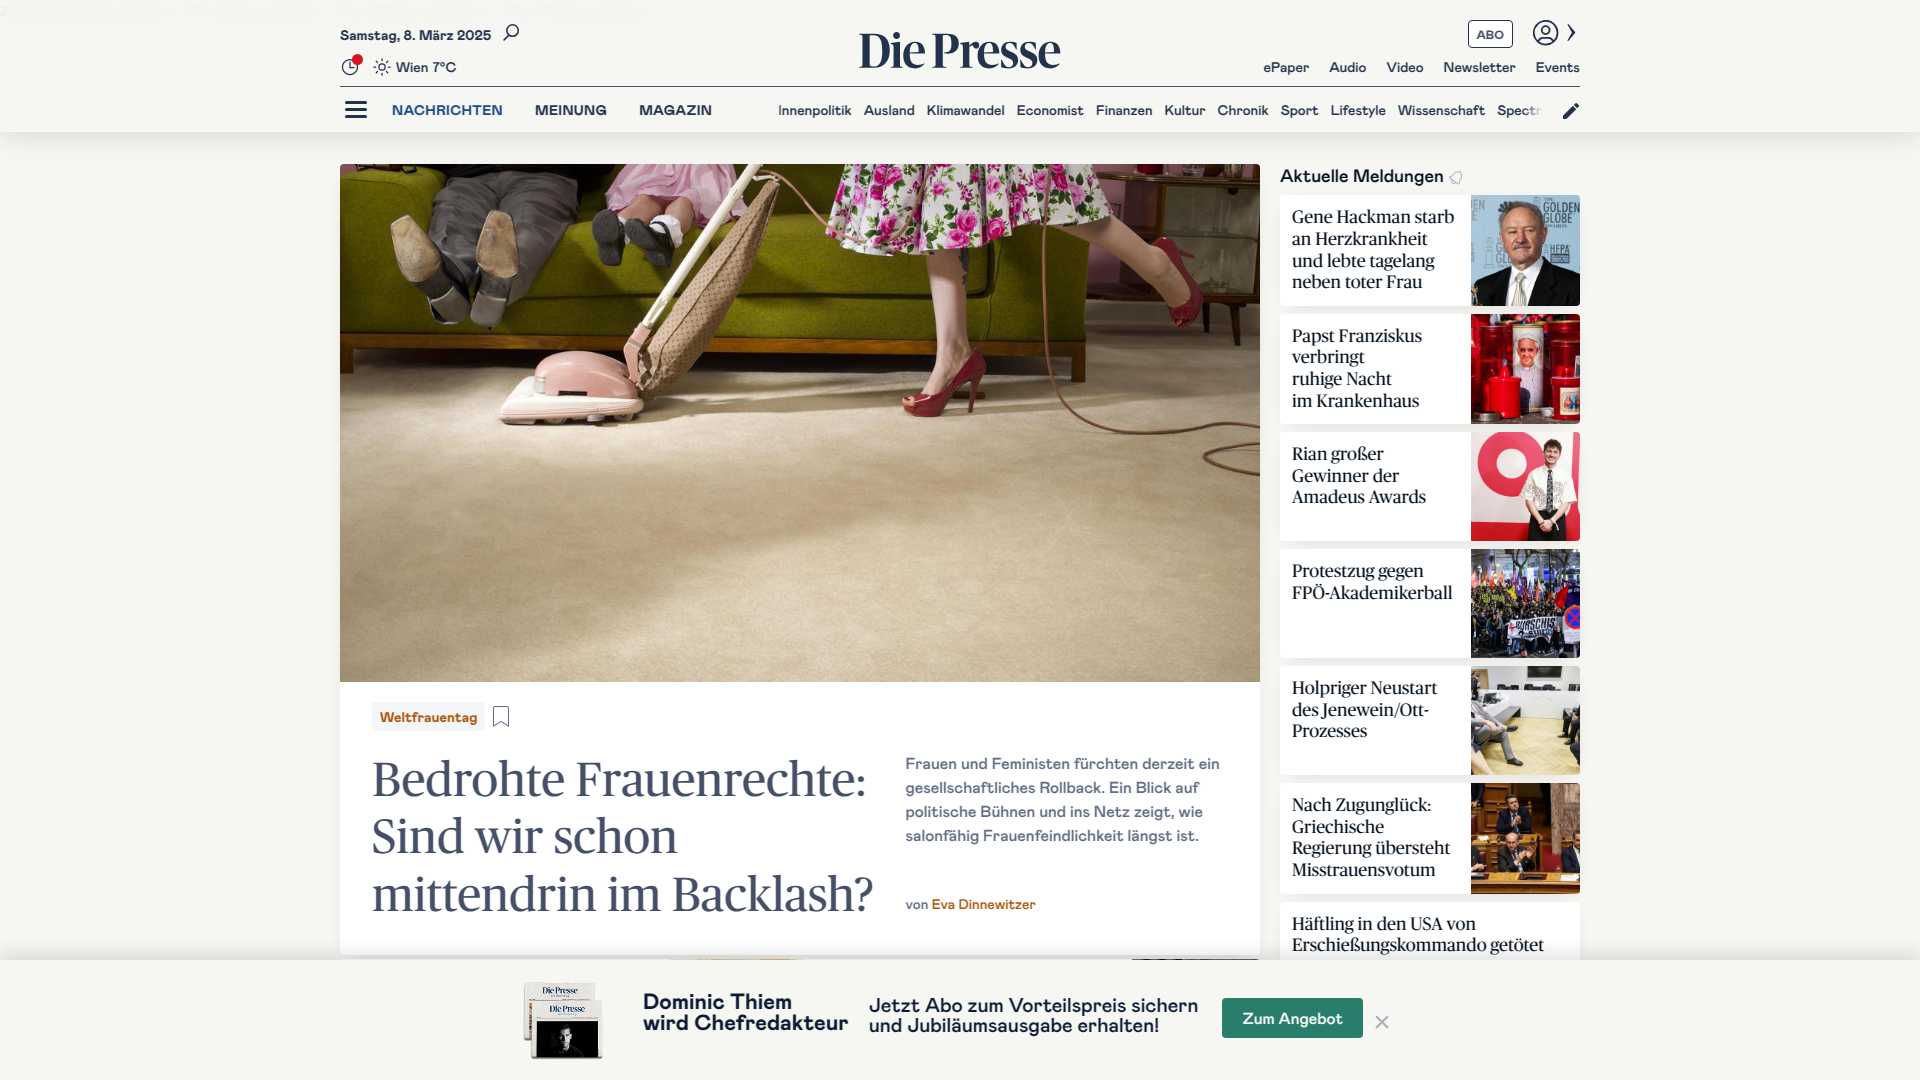 Samstag, 8. März 2025
Wien 7°C
Die Presse
ABO
ePaper Audio Video Newsletter Events
NACHRICHTEN MEINUNG MAGAZIN
Innenpolitik Ausland Klimawandel Economist Finanzen Kultur Chronik Sport Lifestyle Wissenschaft Spectr
Weltfrauentag
Bedrohte Frauenrechte:
Sind wir schon
mittendrin im Backlash?
Frauen und Feministen fürchten derzeit ein
gesellschaftliches Rollback. Ein Blick auf
politische Bühnen und ins Netz zeigt, wie
salonfähig Frauenfeindlichkeit längst ist.
von Eva Dinnewitzer
Aktuelle Meldungen
Gene Hackman starb
an Herzkrankheit
und lebte tagelang
neben toter Frau
GOLDEN
GLOBE
HFPA
Papst Franziskus
verbringt
ruhige Nacht
im Krankenhaus
Rian großer
Gewinner der
Amadeus Awards
Protestzug gegen
FPÖ-Akademikerball
BURSCHIS
Holpriger Neustart
des Jenewein/Ott-
Prozesses
Nach Zugunglück:
Griechische
Regierung übersteht
Misstrauensvotum
Häftling in den USA von
Erschießungskommando getötet
Die Presse
Die Presse
Dominic Thiem
wird Chefredakteur
Jetzt Abo zum Vorteilspreis sichern
und Jubiläumsausgabe erhalten!
Zum Angebot